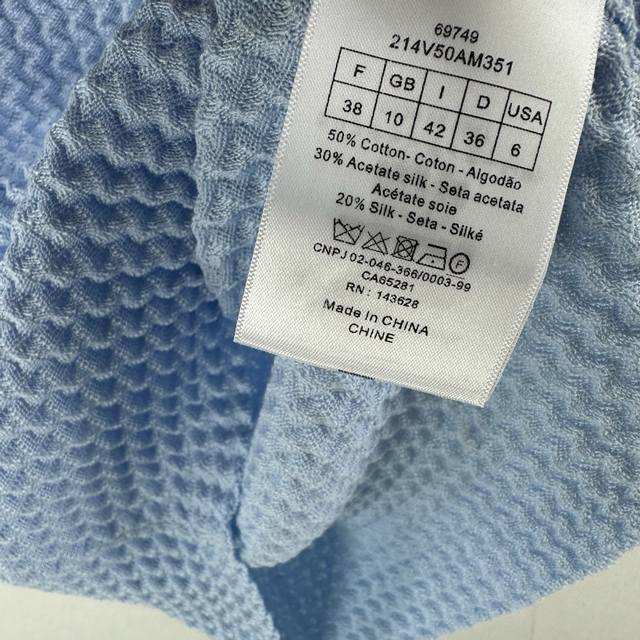 69749
214V50AM351
F GB I D USA
38 10 42 36 6
50% Cotton- Coton - Algodão
30% Acetate silk - Seta acetata
Acétate soie
20% Silk - Seta - Silké
CNPJ 02-046-366/0003-99
CA65281
RN : 143628
Made in CHINA
CHINE